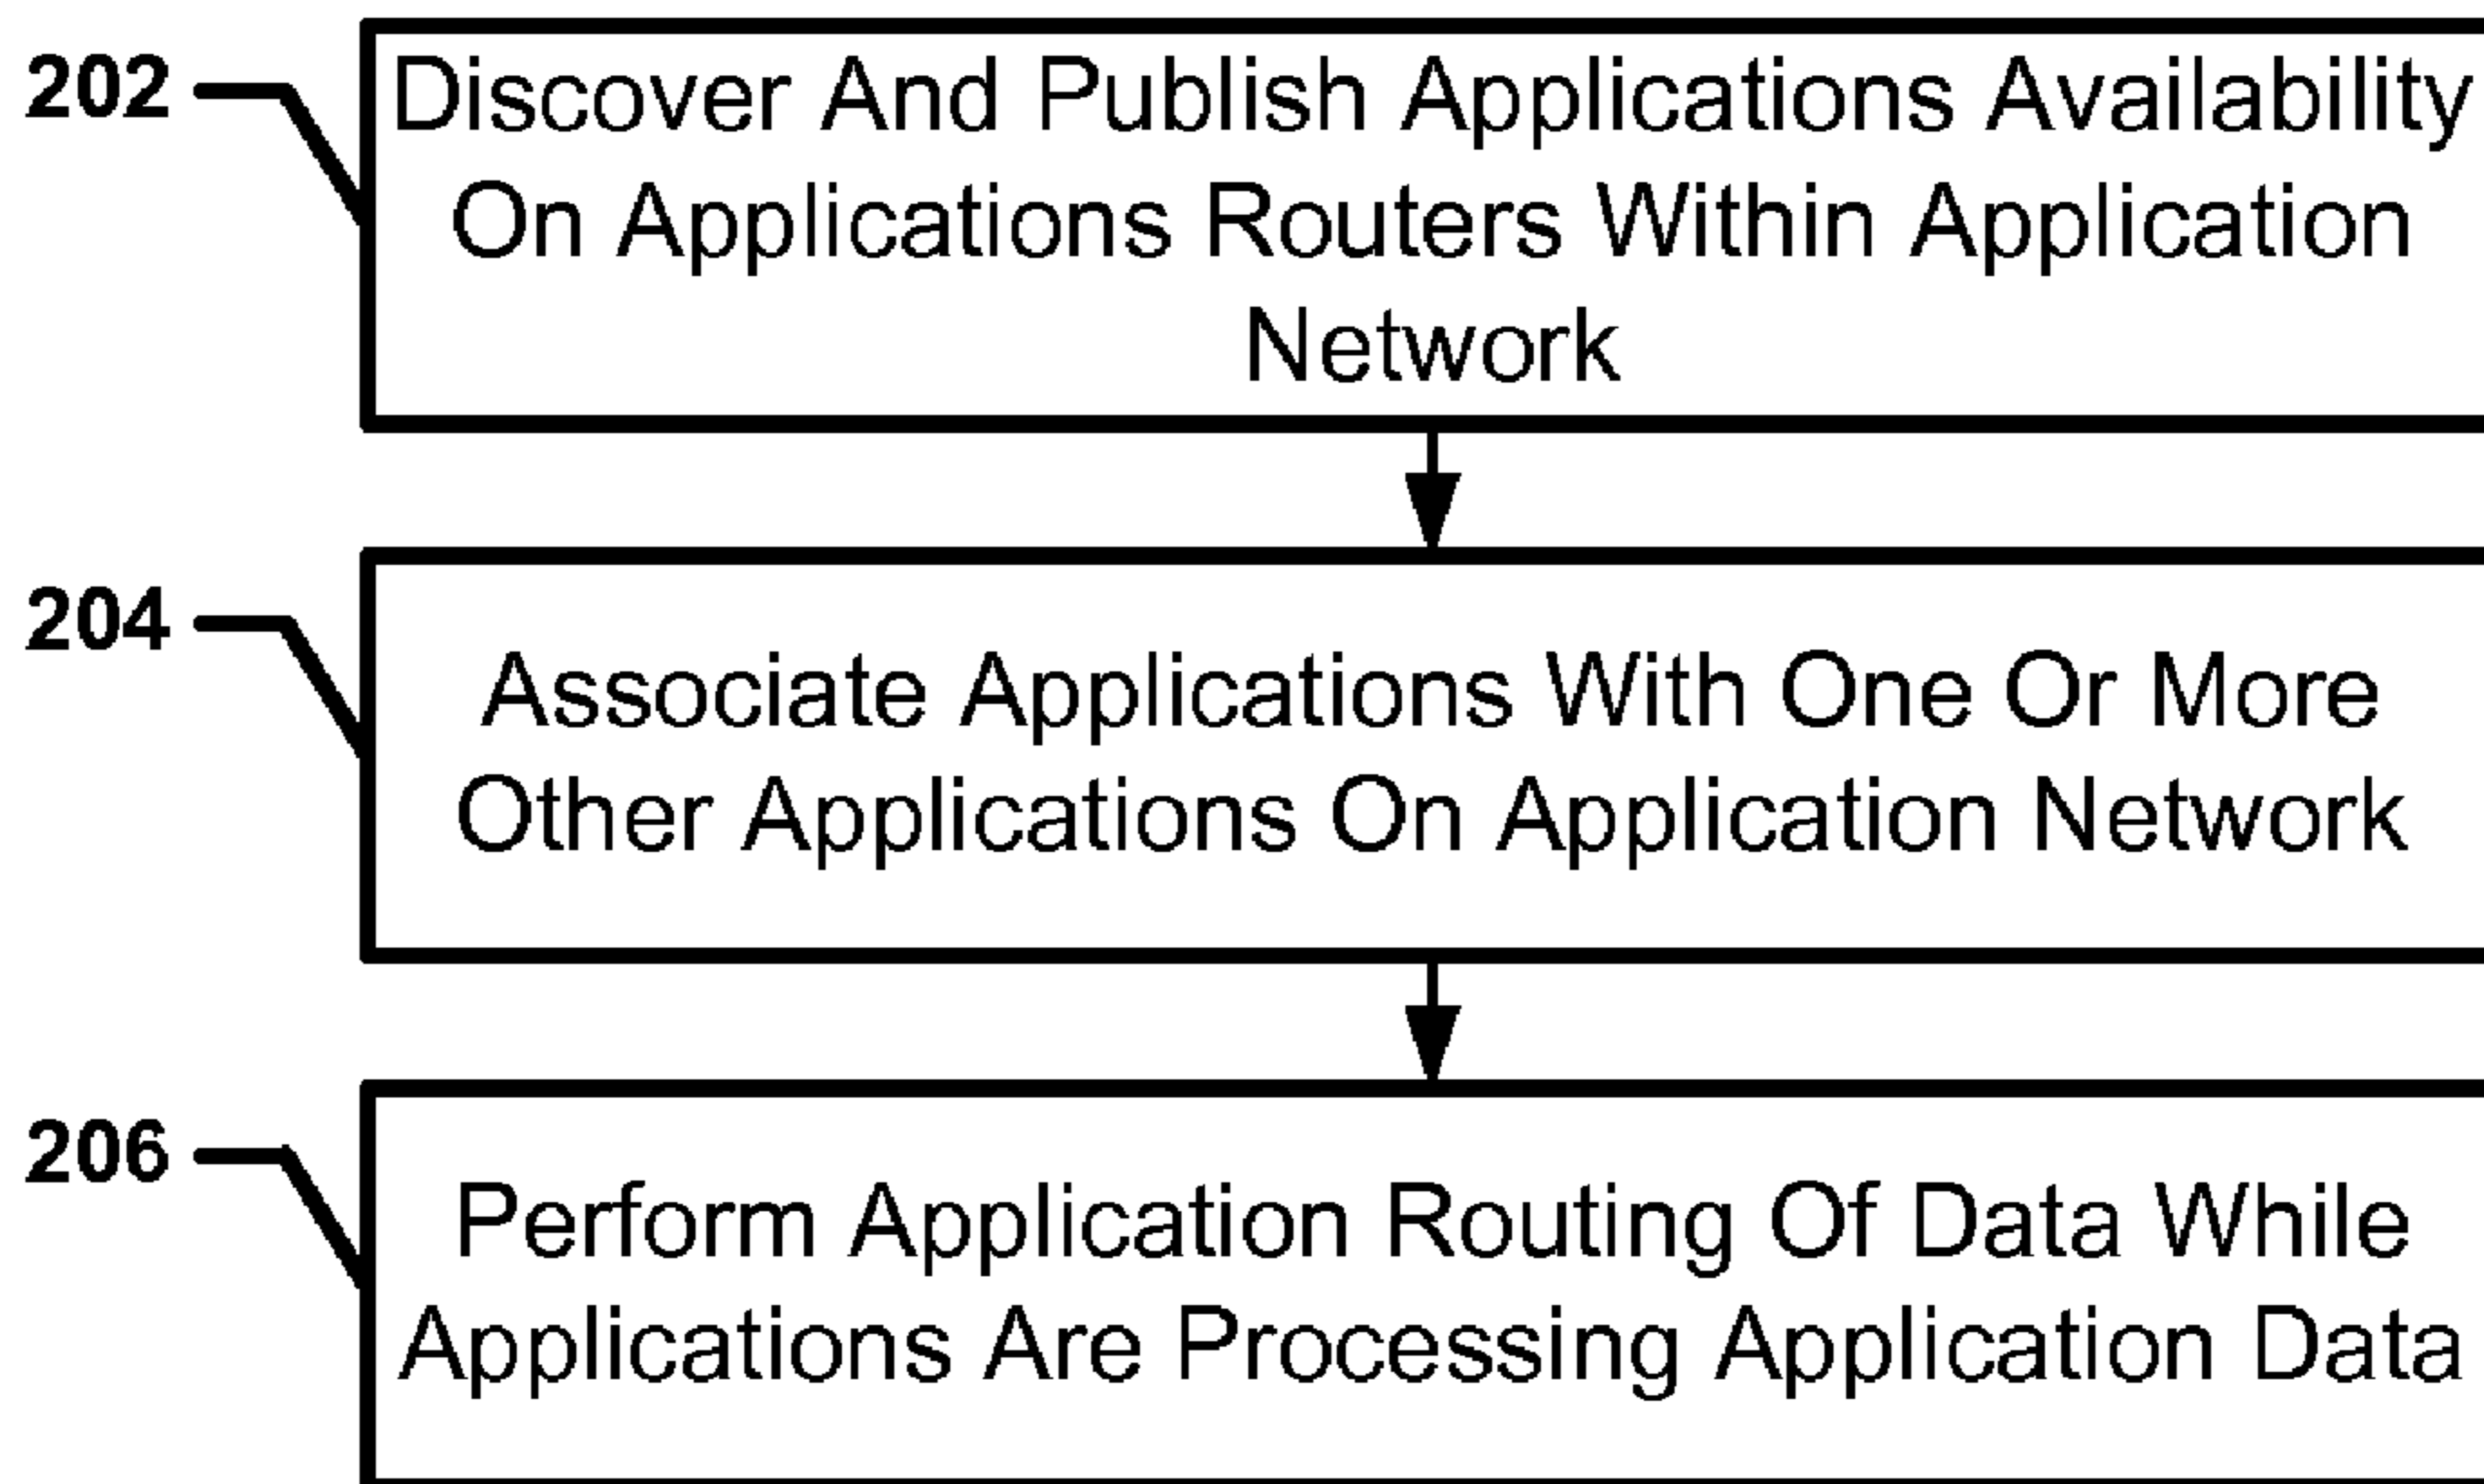 202
Discover And Publish Applications Availability
On Applications Routers Within Application
Network
204
Associate Applications With One Or More
Other Applications On Application Network
206
Perform Application Routing Of Data While
Applications Are Processing Application Data